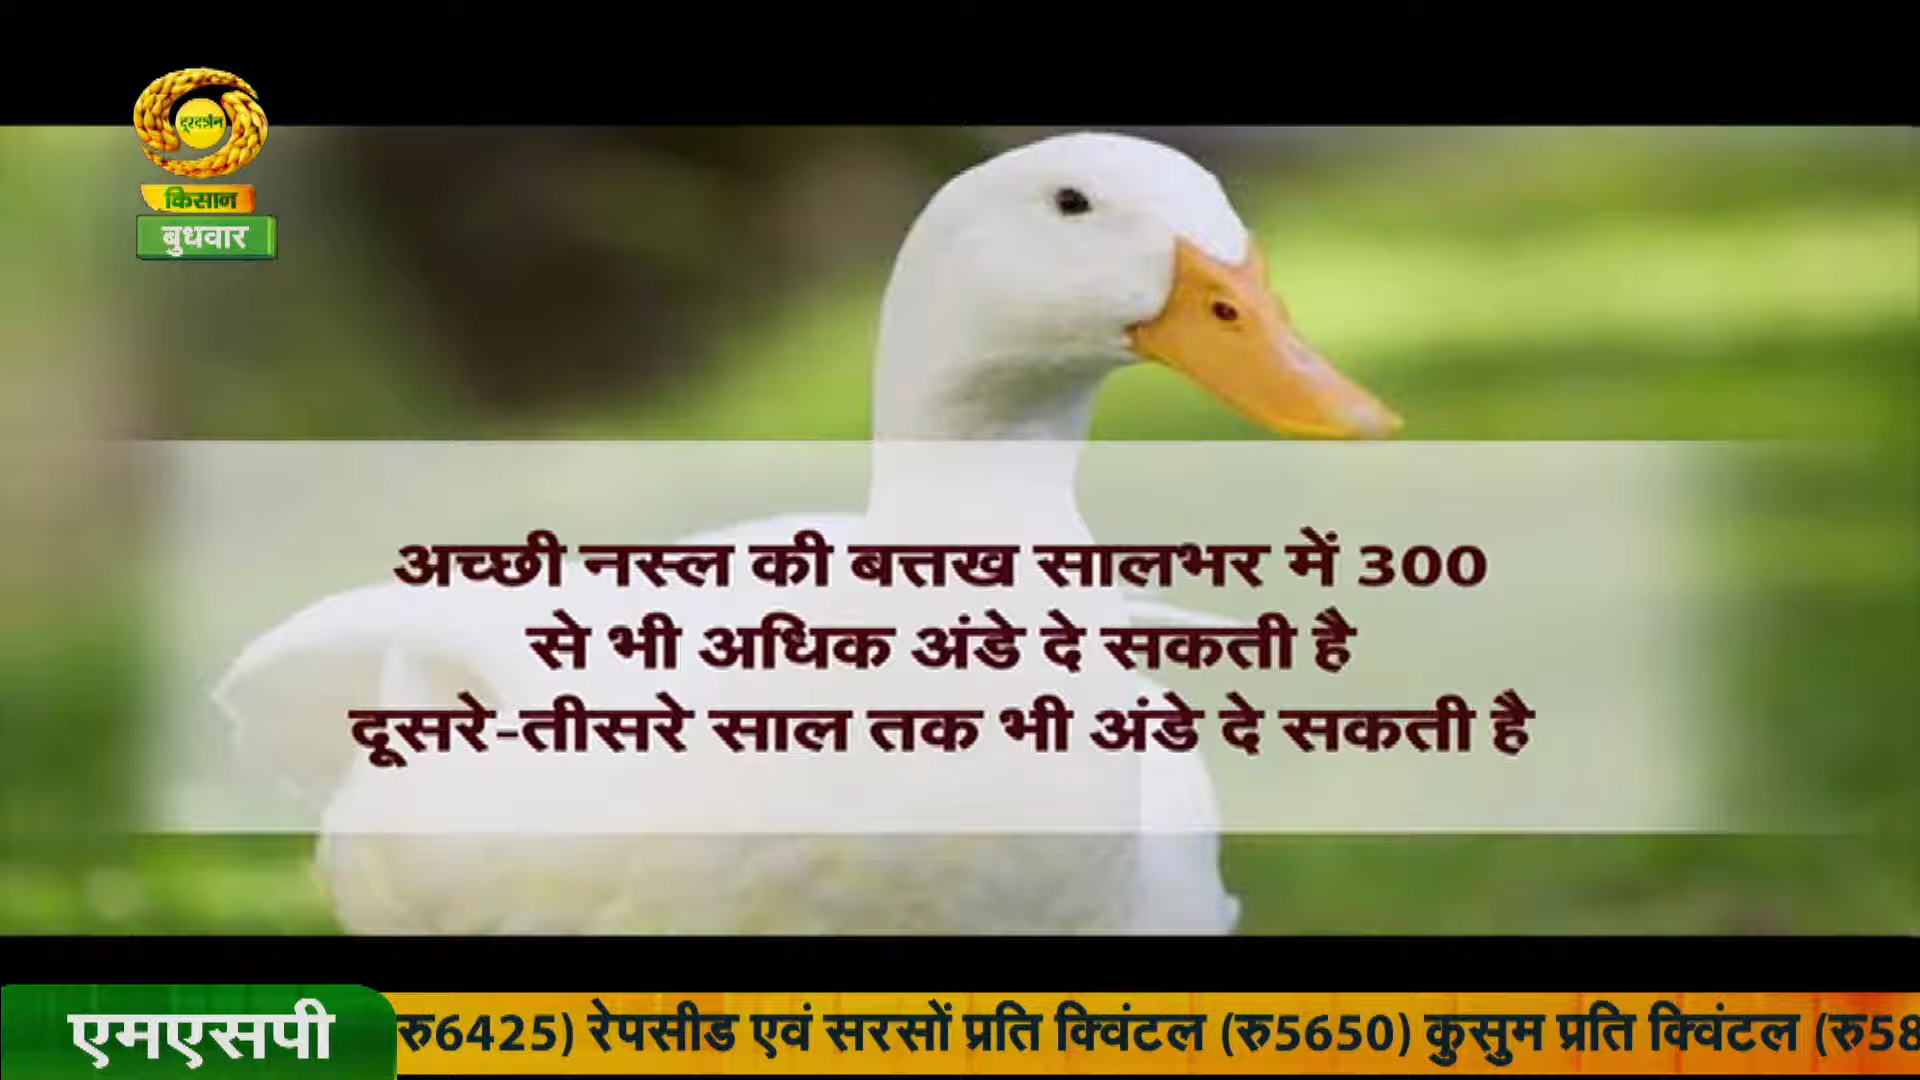 दूरदर्शन
किसान
बुधवार
अच्छी नस्ल की बत्तख सालभर में 300
से भी अधिक अंडे दे सकती है
दूसरे-तीसरे साल तक भी अंडे दे सकती है
एमएसपी
रु6425) रेपसीड एवं सरसों प्रति क्विंटल (रु5650) कुसुम प्रति क्विंटल (रु58